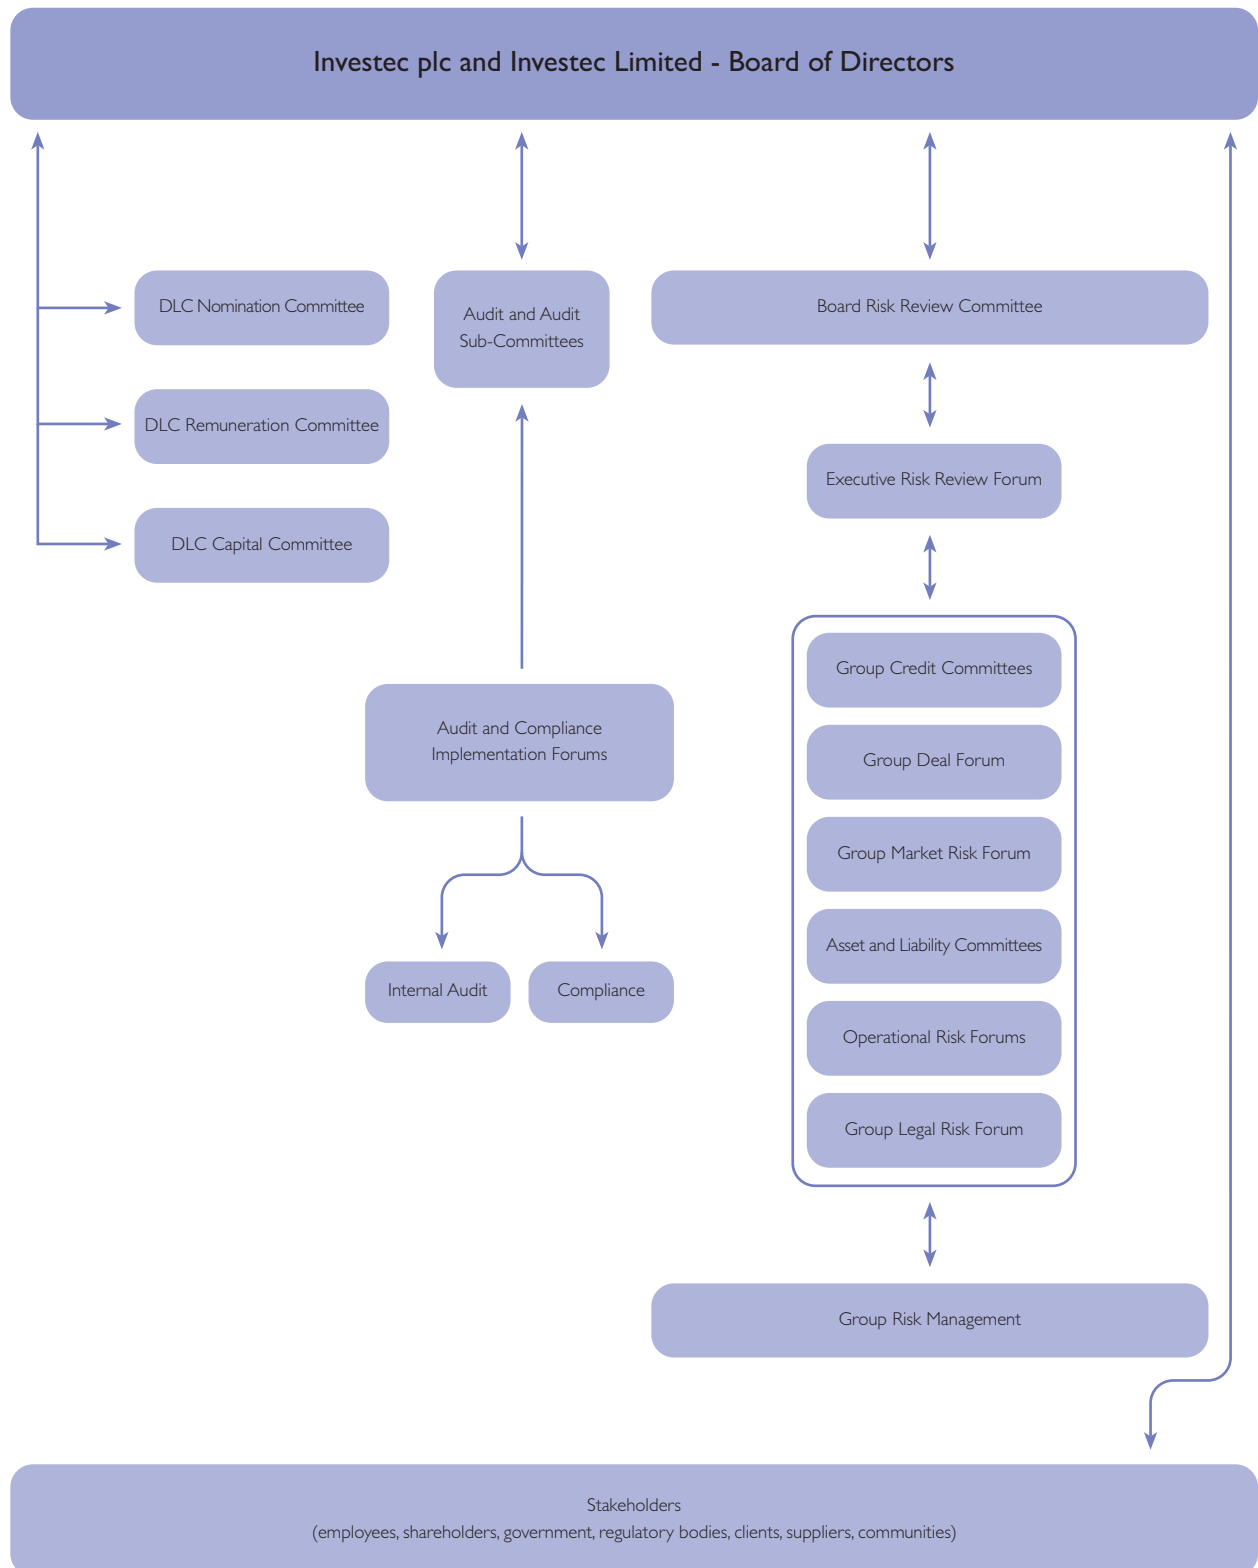 Investec plc and Investec Limited - Board of Directors
DLC Nomination Committee
DLC Remuneration Committee
DLC Capital Committee
Audit and Audit
Sub-Committees
Audit and Compliance
Implementation Forums
Internal Audit
Compliance
Board Risk Review Committee
Executive Risk Review Forum
Group Credit Committees
Group Deal Forum
Group Market Risk Forum
Asset and Liability Committees
Operational Risk Forums
Group Legal Risk Forum
Group Risk Management
Stakeholders
(employees, shareholders, government, regulatory bodies, clients, suppliers, communities)